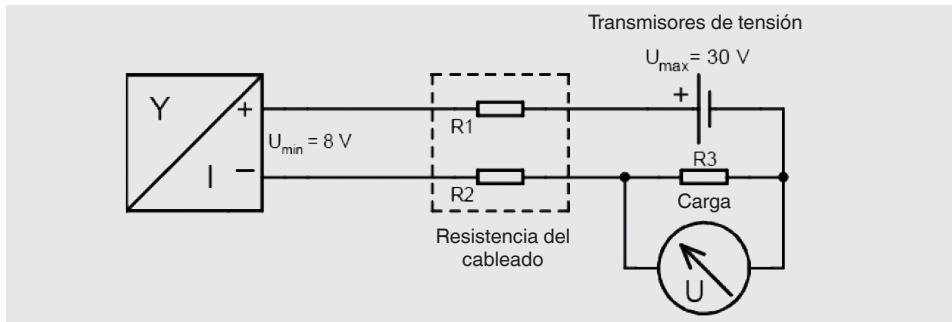 Transmisores de tensión
Umax= 30 V
Y
+
+
R1
Umin = 8 V
R3
I
−
R2
Carga
Resistencia del
cableado
U